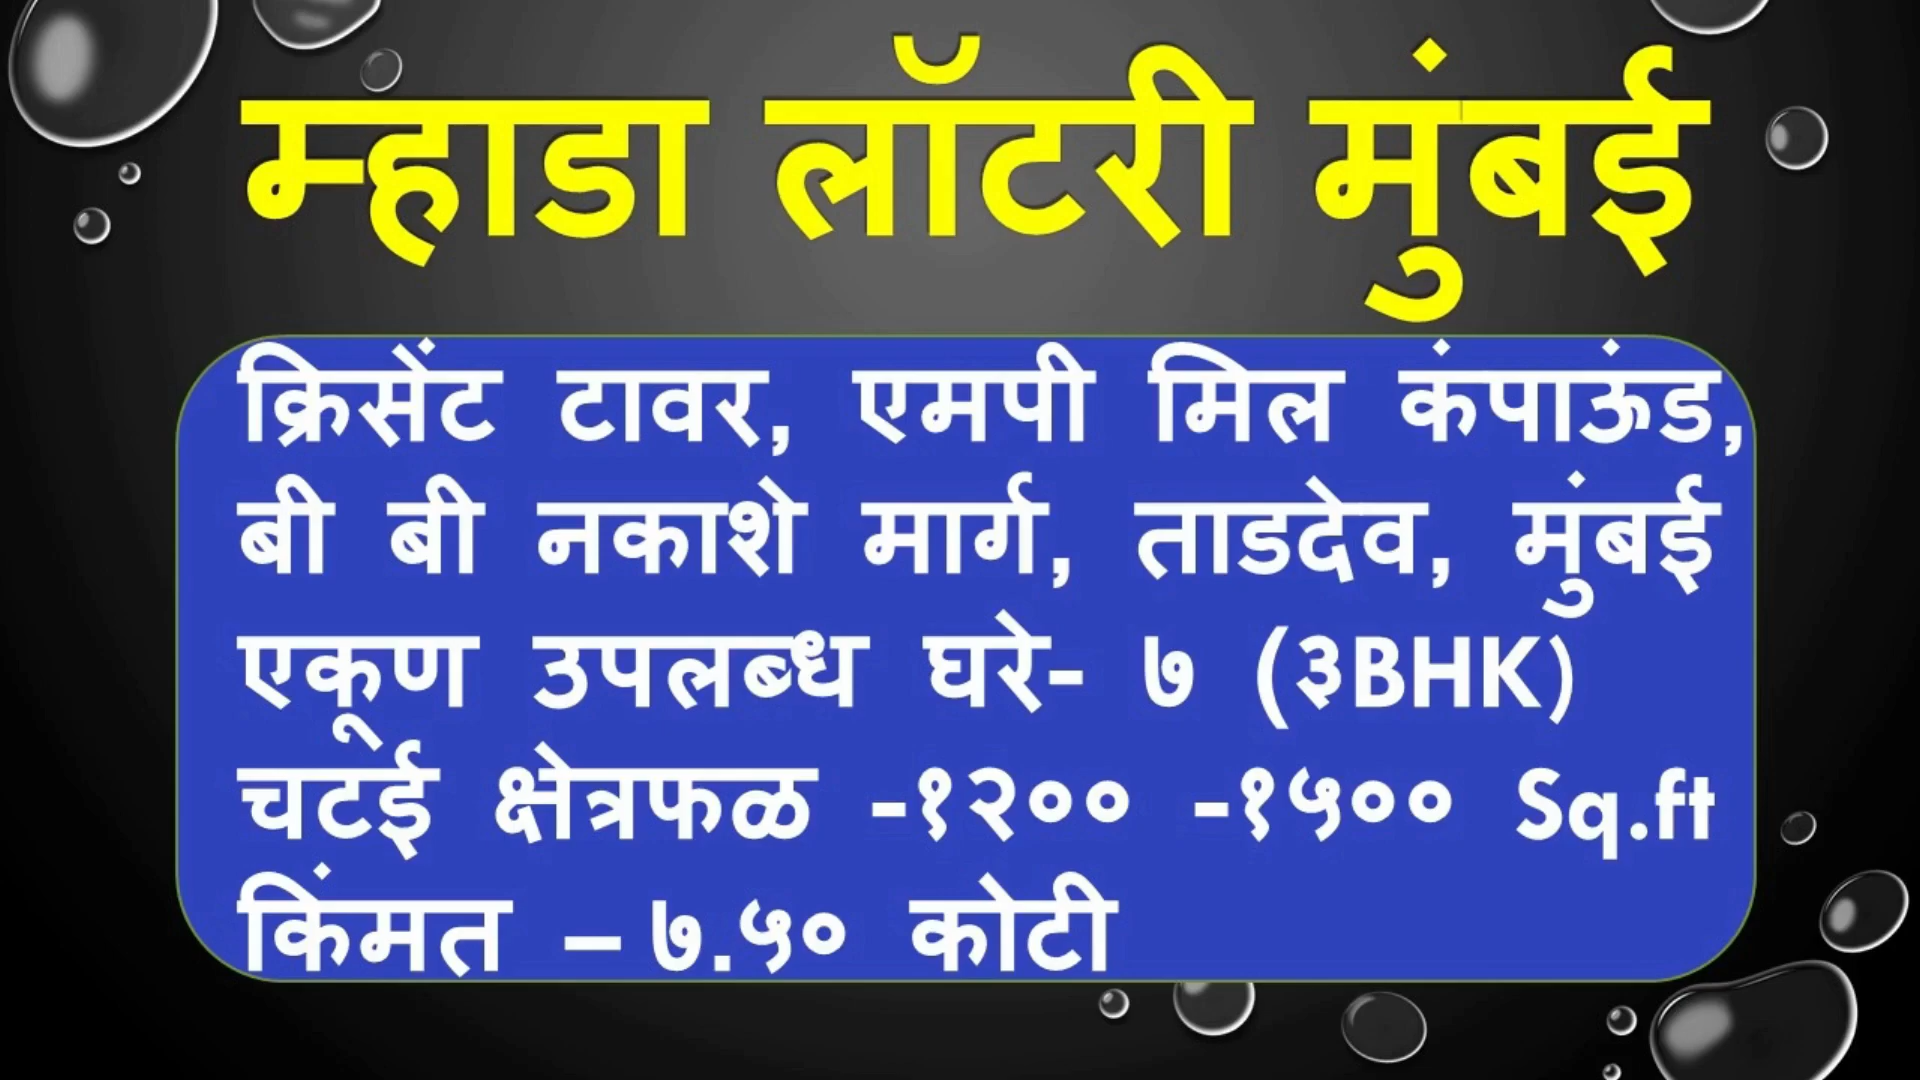 म्हाडा लॉटरी मुंबई
क्रिसेंट टावर, एमपी मिल कंपाऊंड,
बी बी नकाशे मार्ग, ताडदेव, मुंबई
एकूण उपलब्ध घरे- ७ (३BHK)
चटई क्षेत्रफळ -१२०० -१५०० Sq.ft
किंमत – ७.५० कोटी